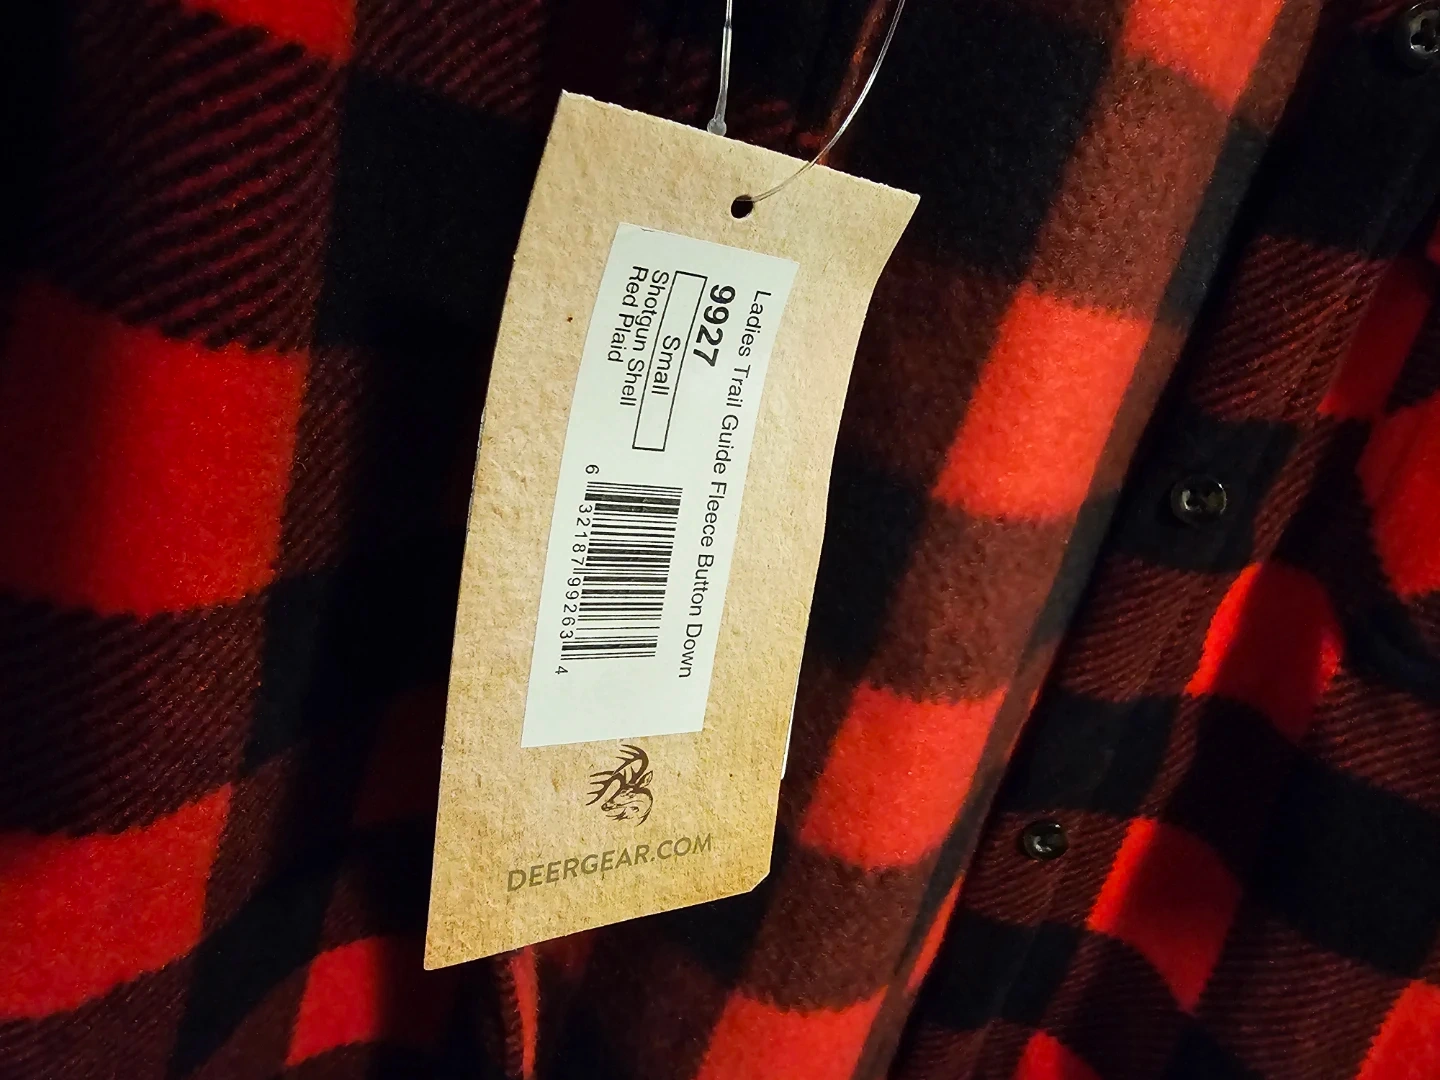 Ladies Trail Guide Fleece Button Down
9927
Small
Shotgun Shell
Red Plaid
6 32187 99263 4
DEERGEAR.COM